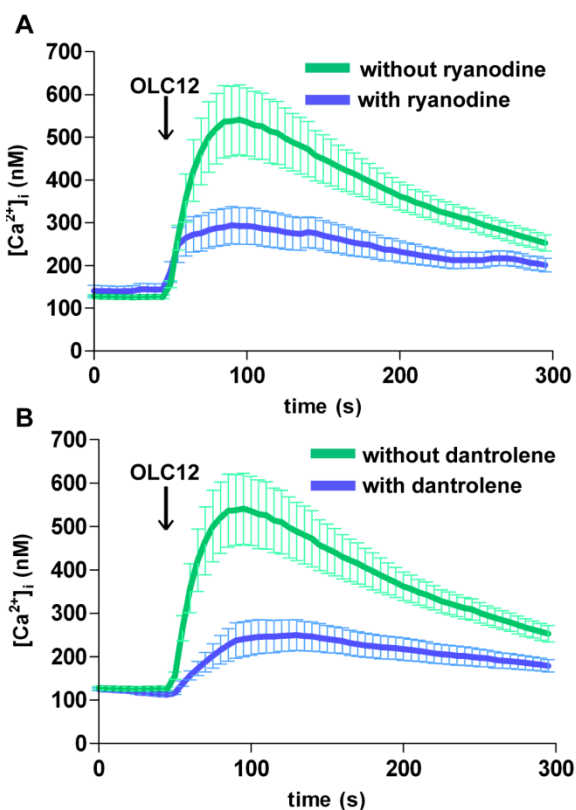 A
700
600
500
400
300
200
100
0
[Ca²⁺]ᵢ (nM)
OLC12
without ryanodine
with ryanodine
0 100 200 300
time (s)
B
700
600
500
400
300
200
100
0
[Ca²⁺]ᵢ (nM)
OLC12
without dantrolene
with dantrolene
0 100 200 300
time (s)